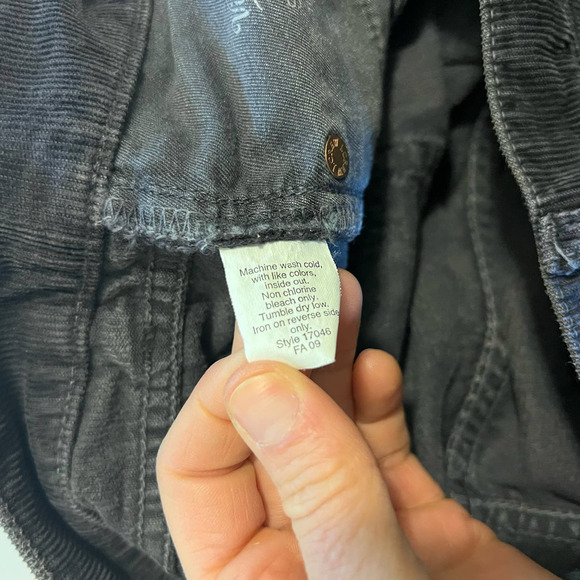 Machine wash cold,
with like colors,
inside out.
Non chlorine
bleach only.
Tumble dry low.
Iron on reverse side
only.
Style 17046
FA 09